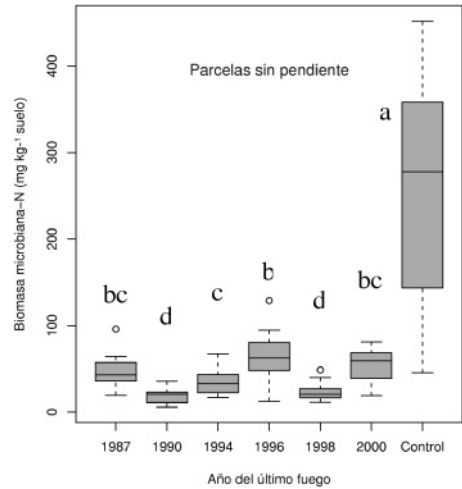 Parcelas sin pendiente
Biomasa microbiana−N (mg kg-¹ suelo)
400
300
200
100
0
a
b
bc
bc
c
d
d
1987 1990 1994 1996 1998 2000 Control
Año del último fuego